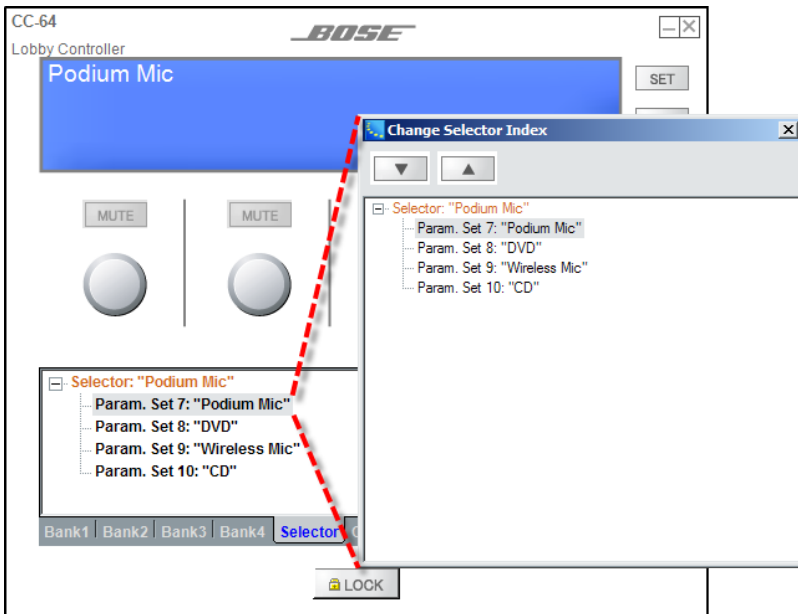 CC-64
BOSE
Lobby Controller
Podium Mic
SET
Change Selector Index
MUTE
MUTE
Selector: "Podium Mic"
Param. Set 7: "Podium Mic"
Param. Set 8: "DVD"
Param. Set 9: "Wireless Mic"
Param. Set 10: "CD"
Selector: "Podium Mic"
Param. Set 7: "Podium Mic"
Param. Set 8: "DVD"
Param. Set 9: "Wireless Mic"
Param. Set 10: "CD"
Bank1 Bank2 Bank3 Bank4 Selector
LOCK